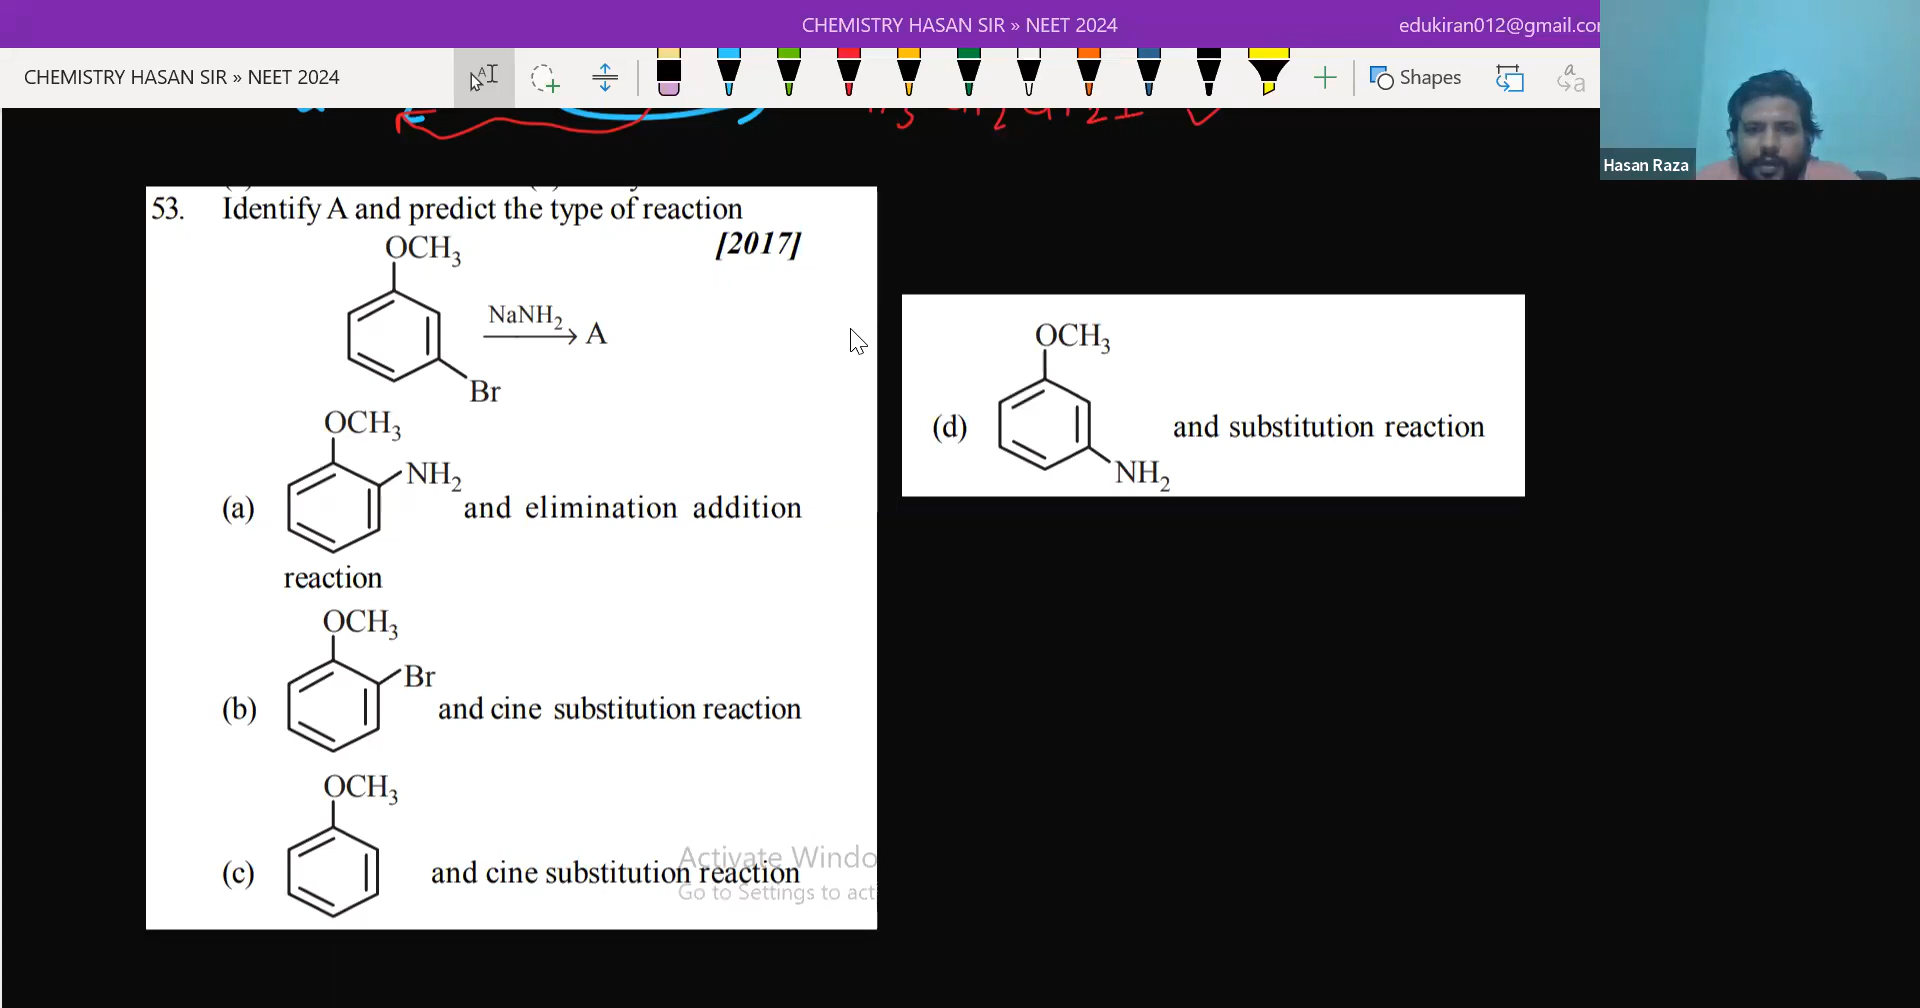 CHEMISTRY HASAN SIR » NEET 2024
edukiran012@gmail.co
CHEMISTRY HASAN SIR » NEET 2024
Shapes
Hasan Raza
53. Identify A and predict the type of reaction
[2017]
OCH₃
NaNH₂
A
Br
OCH₃
NH₂
(a) and elimination addition
reaction
OCH₃
Br
(b) and cine substitution reaction
OCH₃
(c) and cine substitution reaction
OCH₃
(d) and substitution reaction
NH₂
Activate Windo
Go to Settings to act